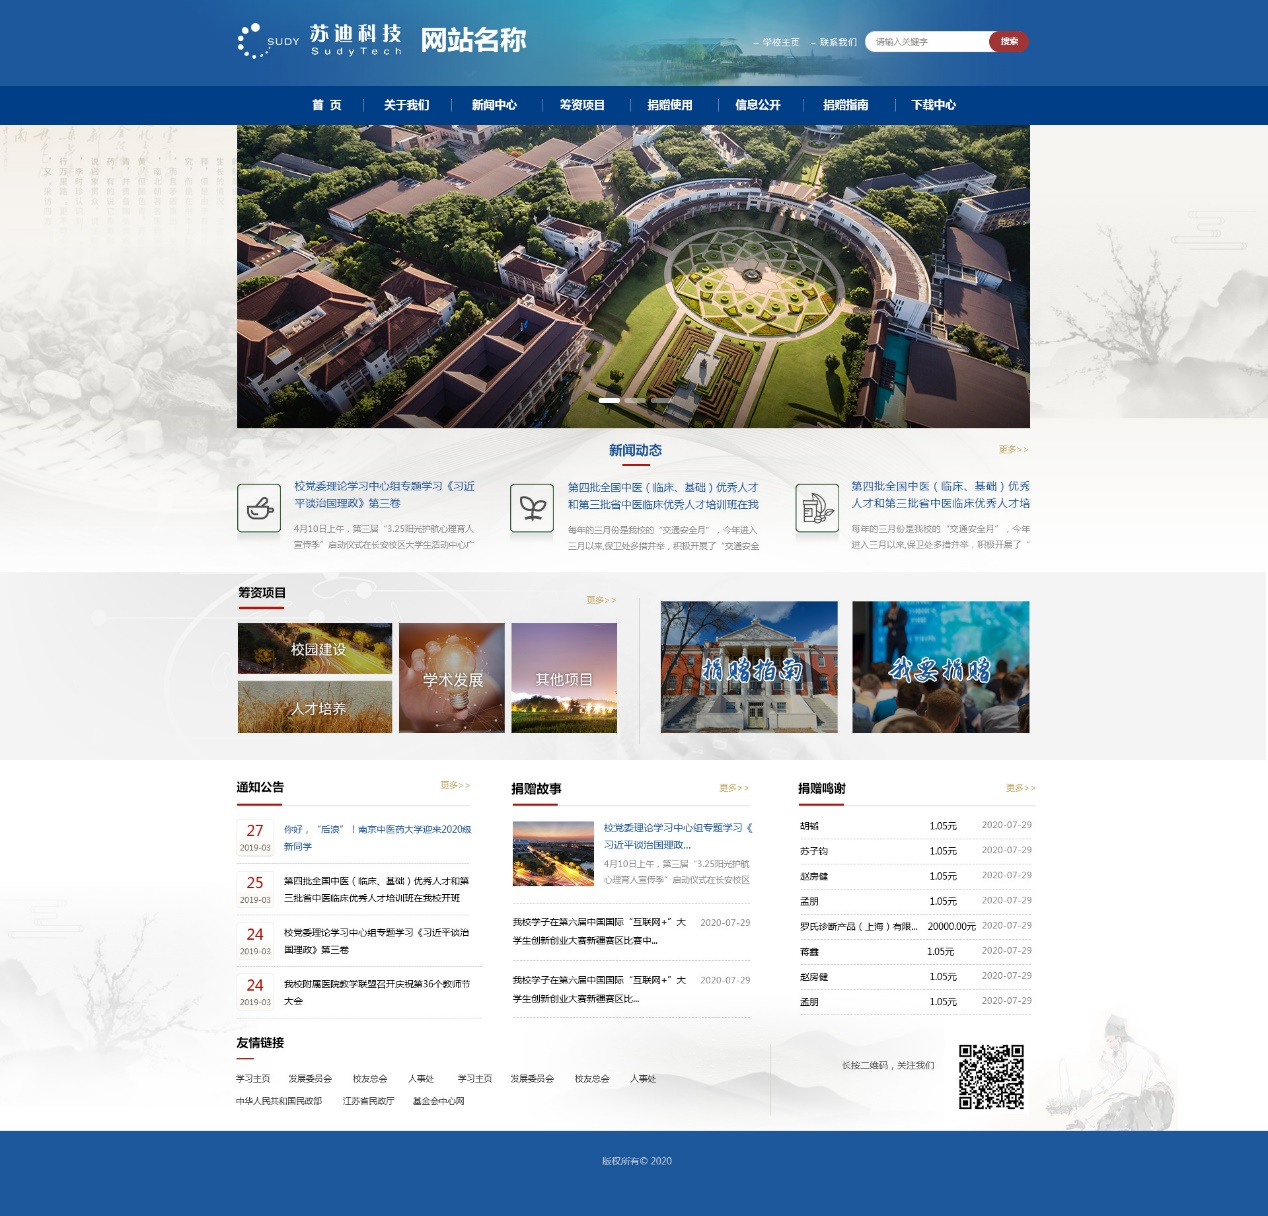 SUDY 苏迪科技 SudyTech 网站名称
– 学校主页 – 联系我们 请输入关键字 搜索
首 页 关于我们 新闻中心 筹资项目 捐赠使用 信息公开 捐赠指南 下载中心
更多>>
新闻动态 更多>>
校党委理论学习中心组专题学习《习近
平谈治国理政》第三卷
4月10日上午，第三届“3.25阳光护航心理育人
宣传季”启动仪式在长安校区大学生活动中心广
第四批全国中医（临床、基础）优秀人才
和第三批省中医临床优秀人才培训班在我
每年的三月份是我校的“交通安全月”，今年进入
三月以来,保卫处多措并举，积极开展了“交通安全
第四批全国中医（临床、基础）优秀
人才和第三批省中医临床优秀人才培
每年的三月份是我校的“交通安全月”，今年
进入三月以来,保卫处多措并举，积极开展了“
筹资项目 更多>>
校园建设
人才培养
学术发展
其他项目
捐赠指南
我要捐赠
通知公告 更多>>
27
2019-03
你好，“后浪”丨南京中医药大学迎来2020级
新同学
25
2019-03
第四批全国中医（临床、基础）优秀人才和第
三批省中医临床优秀人才培训班在我校开班
24
2019-03
校党委理论学习中心组专题学习《习近平谈治
国理政》第三卷
24
2019-03
我校附属医院教学联盟召开庆祝第36个教师节
大会
捐赠故事 更多>>
校党委理论学习中心组专题学习《
习近平谈治国理政...
4月10日上午，第三届“3.25阳光护航
心理育人宣传季”启动仪式在长安校区
我校学子在第六届中国国际“互联网+”大 2020-07-29
学生创新创业大赛新疆赛区比赛中...
我校学子在第六届中国国际“互联网+”大 2020-07-29
学生创新创业大赛新疆赛区比...
捐赠鸣谢 更多>>
胡韬 1.05元 2020-07-29
苏子钧 1.05元 2020-07-29
赵房健 1.05元 2020-07-29
孟朋 1.05元 2020-07-29
罗氏诊断产品（上海）有限... 20000.00元 2020-07-29
蒋鑫 1.05元 2020-07-29
赵房健 1.05元 2020-07-29
孟朋 1.05元 2020-07-29
友情链接
学习主页 发展委员会 校友总会 人事处 学习主页 发展委员会 校友总会 人事处
中华人民共和国民政部 江苏省民政厅 基金会中心网
长按二维码，关注我们
版权所有© 2020